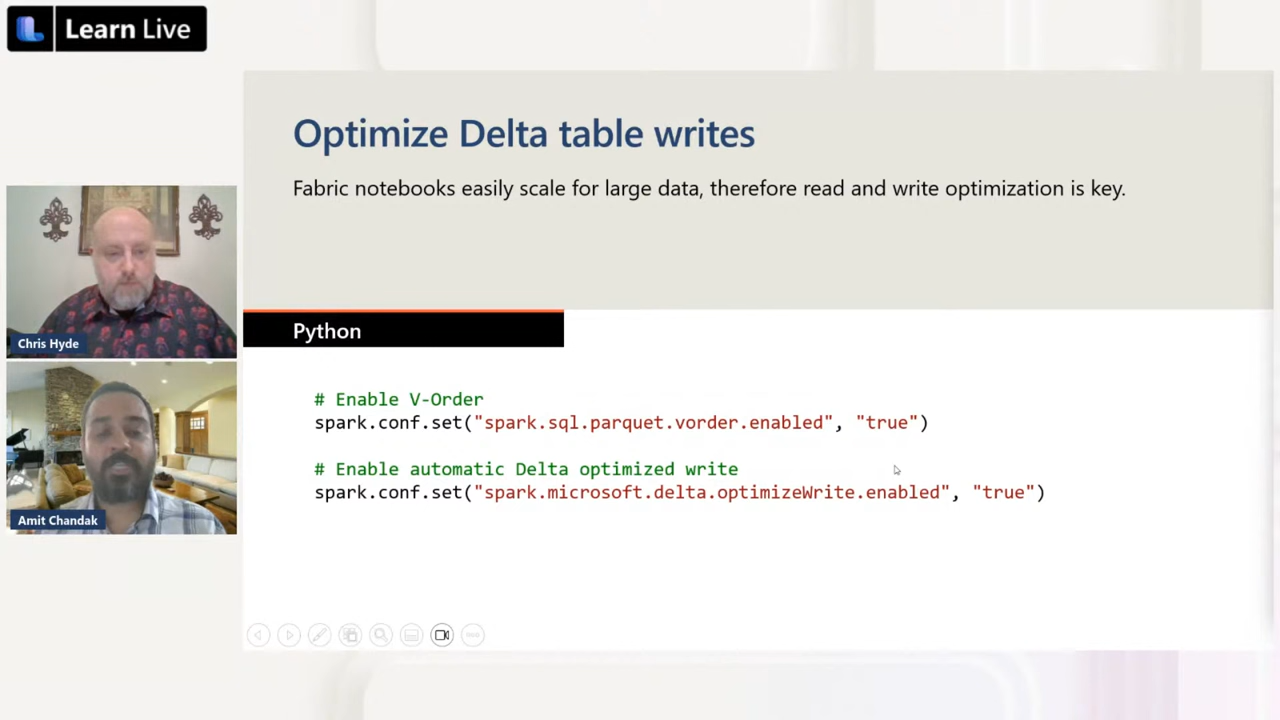 Learn Live
Optimize Delta table writes
Fabric notebooks easily scale for large data, therefore read and write optimization is key.
Python
Chris Hyde
# Enable V-Order
spark.conf.set("spark.sql.parquet.vorder.enabled", "true")
# Enable automatic Delta optimized write
spark.conf.set("spark.microsoft.delta.optimizeWrite.enabled", "true")
Amit Chandak